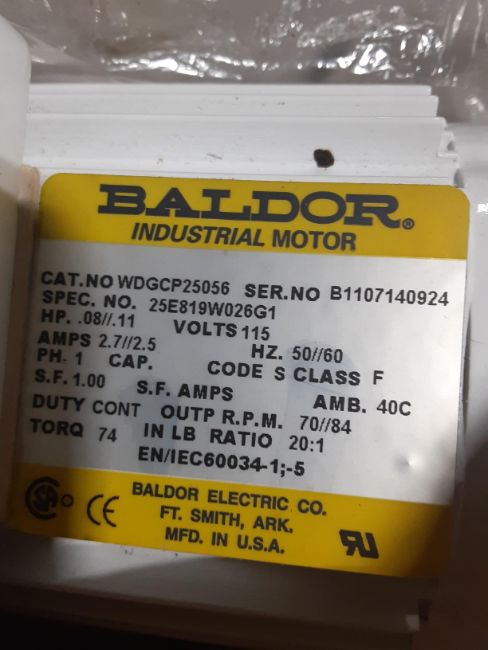 BALDOR®
INDUSTRIAL MOTOR
CAT.NO WDGCP25056 SER.NO B1107140924
SPEC. NO. 25E819W026G1
HP. .08//.11 VOLTS 115 HZ. 50//60
AMPS 2.7//2.5 CODE S CLASS F
PH. 1 CAP. AMB. 40C
S.F. 1.00 S.F. AMPS
DUTY CONT OUTP R.P.M. 70//84
TORQ 74 IN LB RATIO 20:1
EN/IEC60034-1;-5
BALDOR ELECTRIC CO.
FT. SMITH, ARK.
MFD. IN U.S.A.
SA
CE
RU